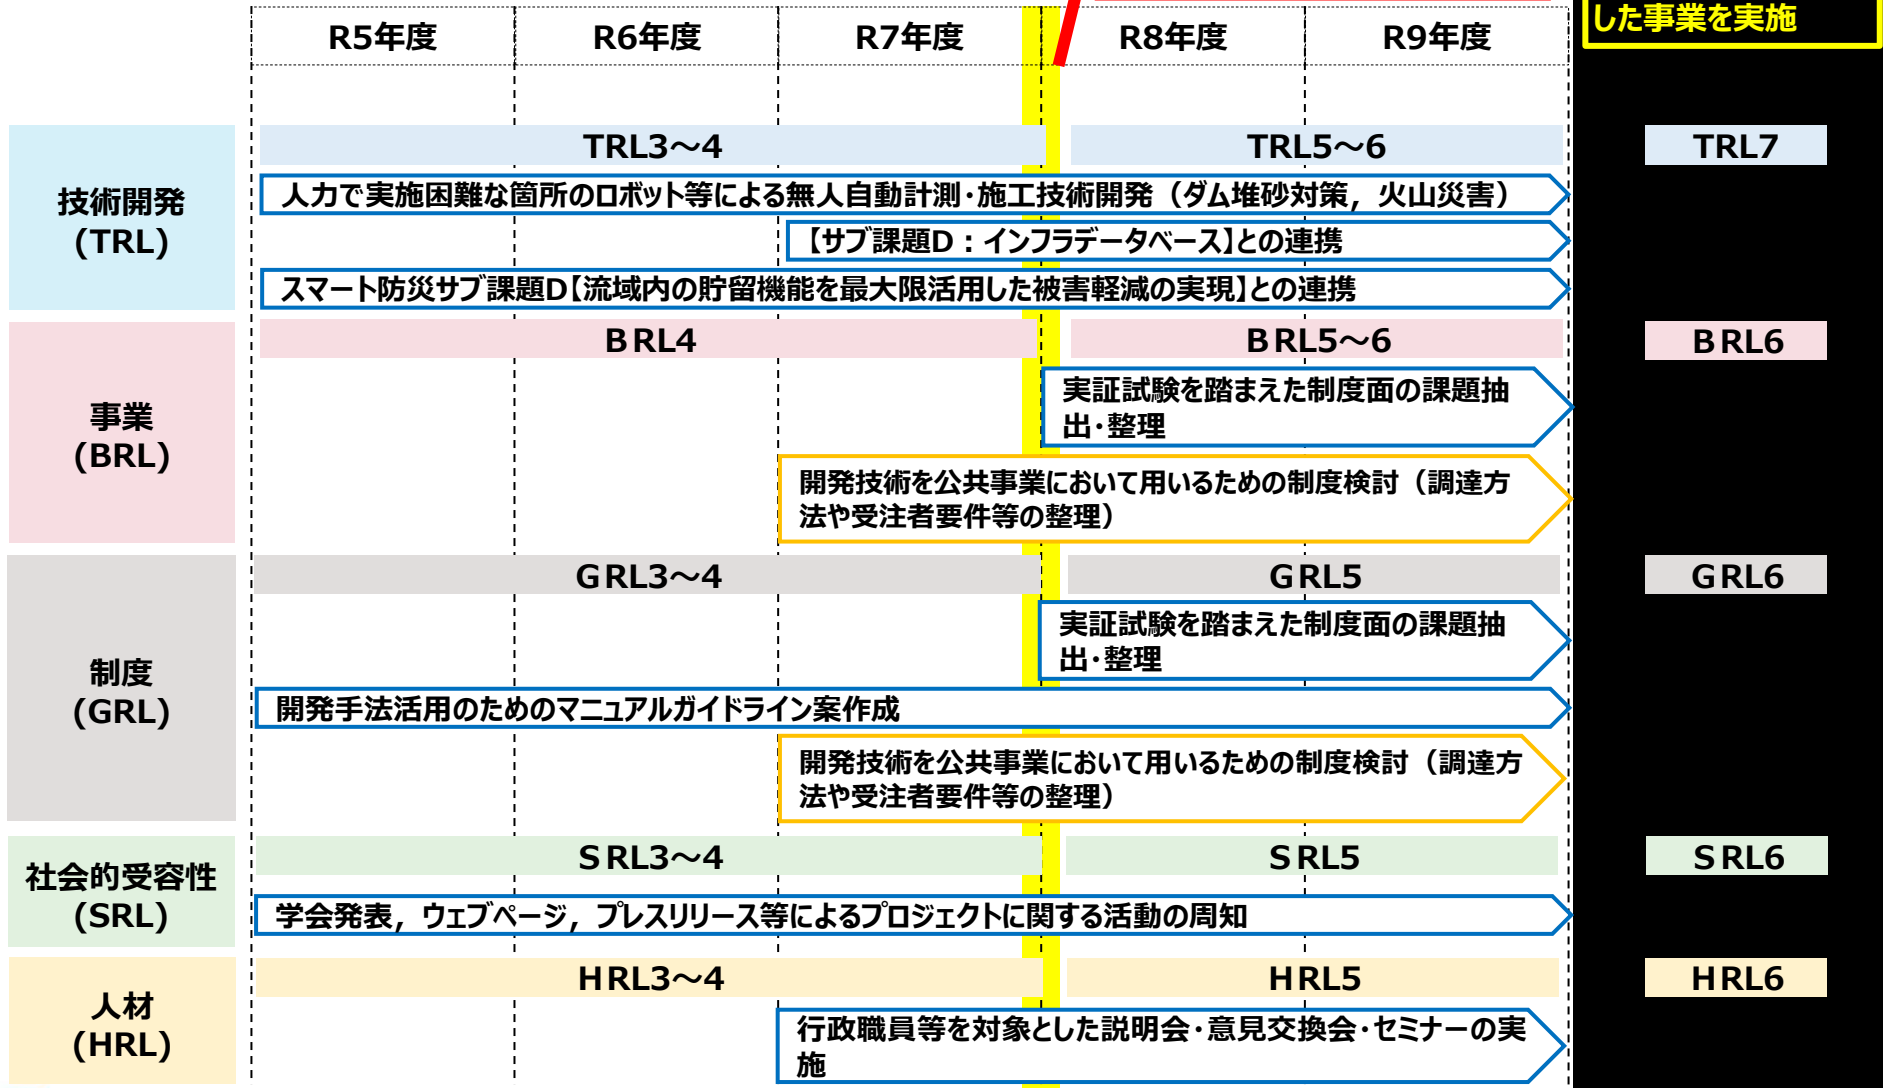 R5年度 R6年度 R7年度 R8年度 R9年度
した事業を実施
技術開発
(TRL)
TRL3～4 TRL5～6 TRL7
人力で実施困難な箇所のロボット等による無人自動計測・施工技術開発（ダム堆砂対策，火山災害）
【サブ課題D：インフラデータベース】との連携
スマート防災サブ課題D【流域内の貯留機能を最大限活用した被害軽減の実現】との連携
事業
(BRL)
BRL4 BRL5～6 BRL6
実証試験を踏まえた制度面の課題抽
出・整理
開発技術を公共事業において用いるための制度検討（調達方
法や受注者要件等の整理）
制度
(GRL)
GRL3～4 GRL5 GRL6
実証試験を踏まえた制度面の課題抽
出・整理
開発手法活用のためのマニュアルガイドライン案作成
開発技術を公共事業において用いるための制度検討（調達方
法や受注者要件等の整理）
社会的受容性
(SRL)
SRL3～4 SRL5 SRL6
学会発表，ウェブページ，プレスリリース等によるプロジェクトに関する活動の周知
人材
(HRL)
HRL3～4 HRL5 HRL6
行政職員等を対象とした説明会・意見交換会・セミナーの実
施